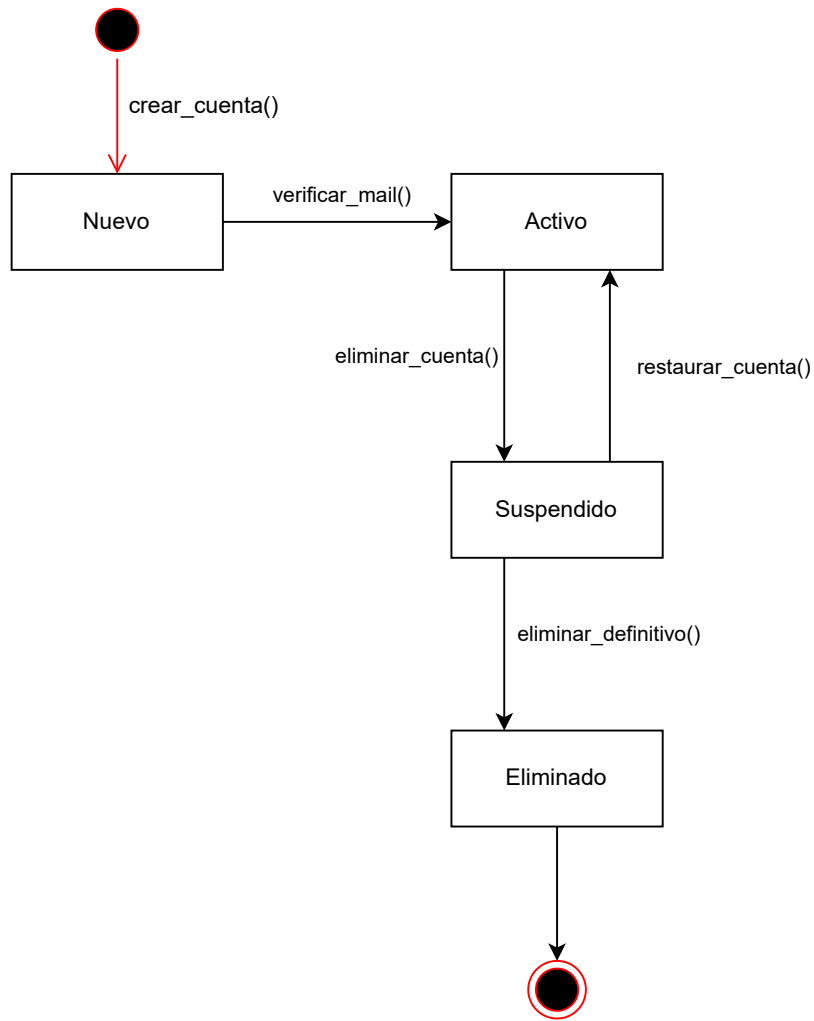 crear_cuenta()
Nuevo
verificar_mail()
Activo
eliminar_cuenta()
restaurar_cuenta()
Suspendido
eliminar_definitivo()
Eliminado